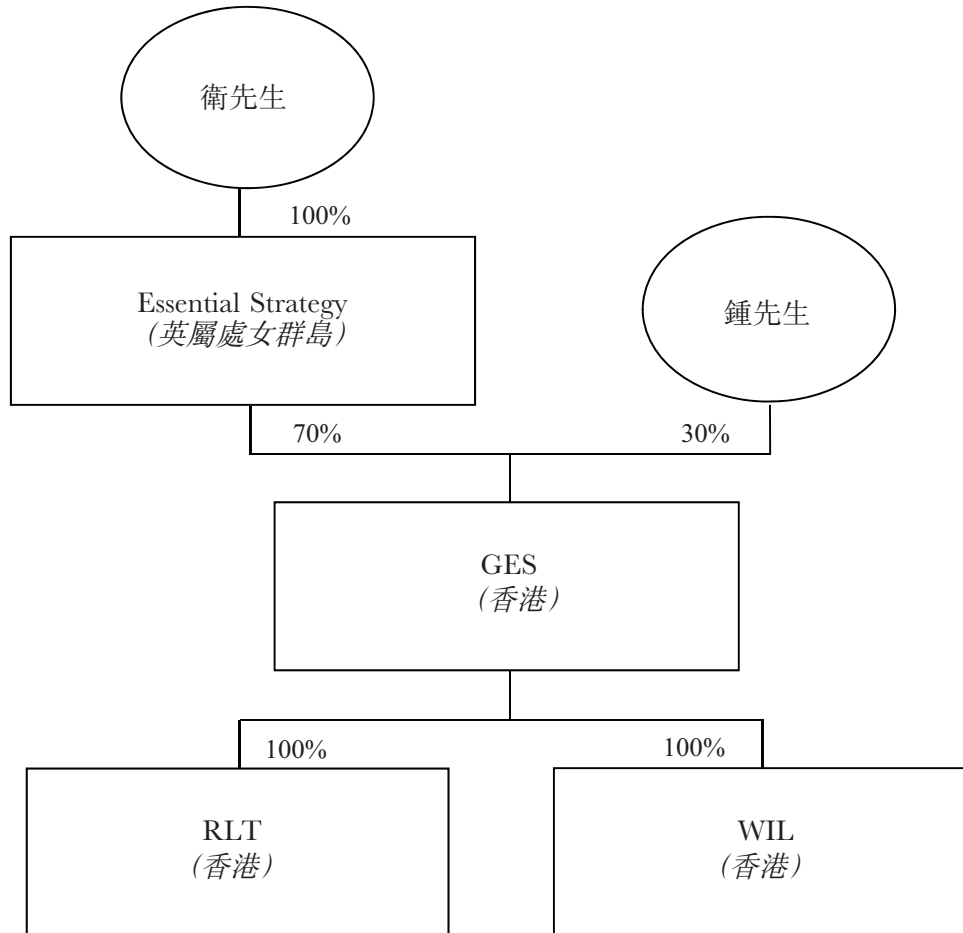 衛先生
100%
Essential Strategy
(英屬處女群島)
鍾先生
70%
30%
GES
(香港)
100%
100%
RLT
(香港)
WIL
(香港)